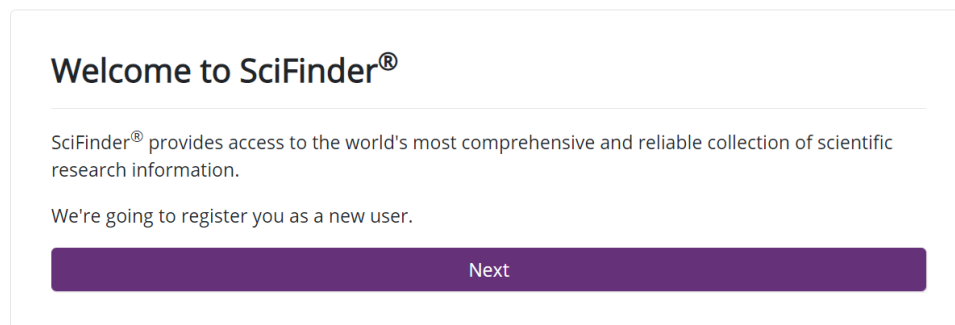 Welcome to SciFinder®
SciFinder® provides access to the world's most comprehensive and reliable collection of scientific
research information.
We're going to register you as a new user.
Next